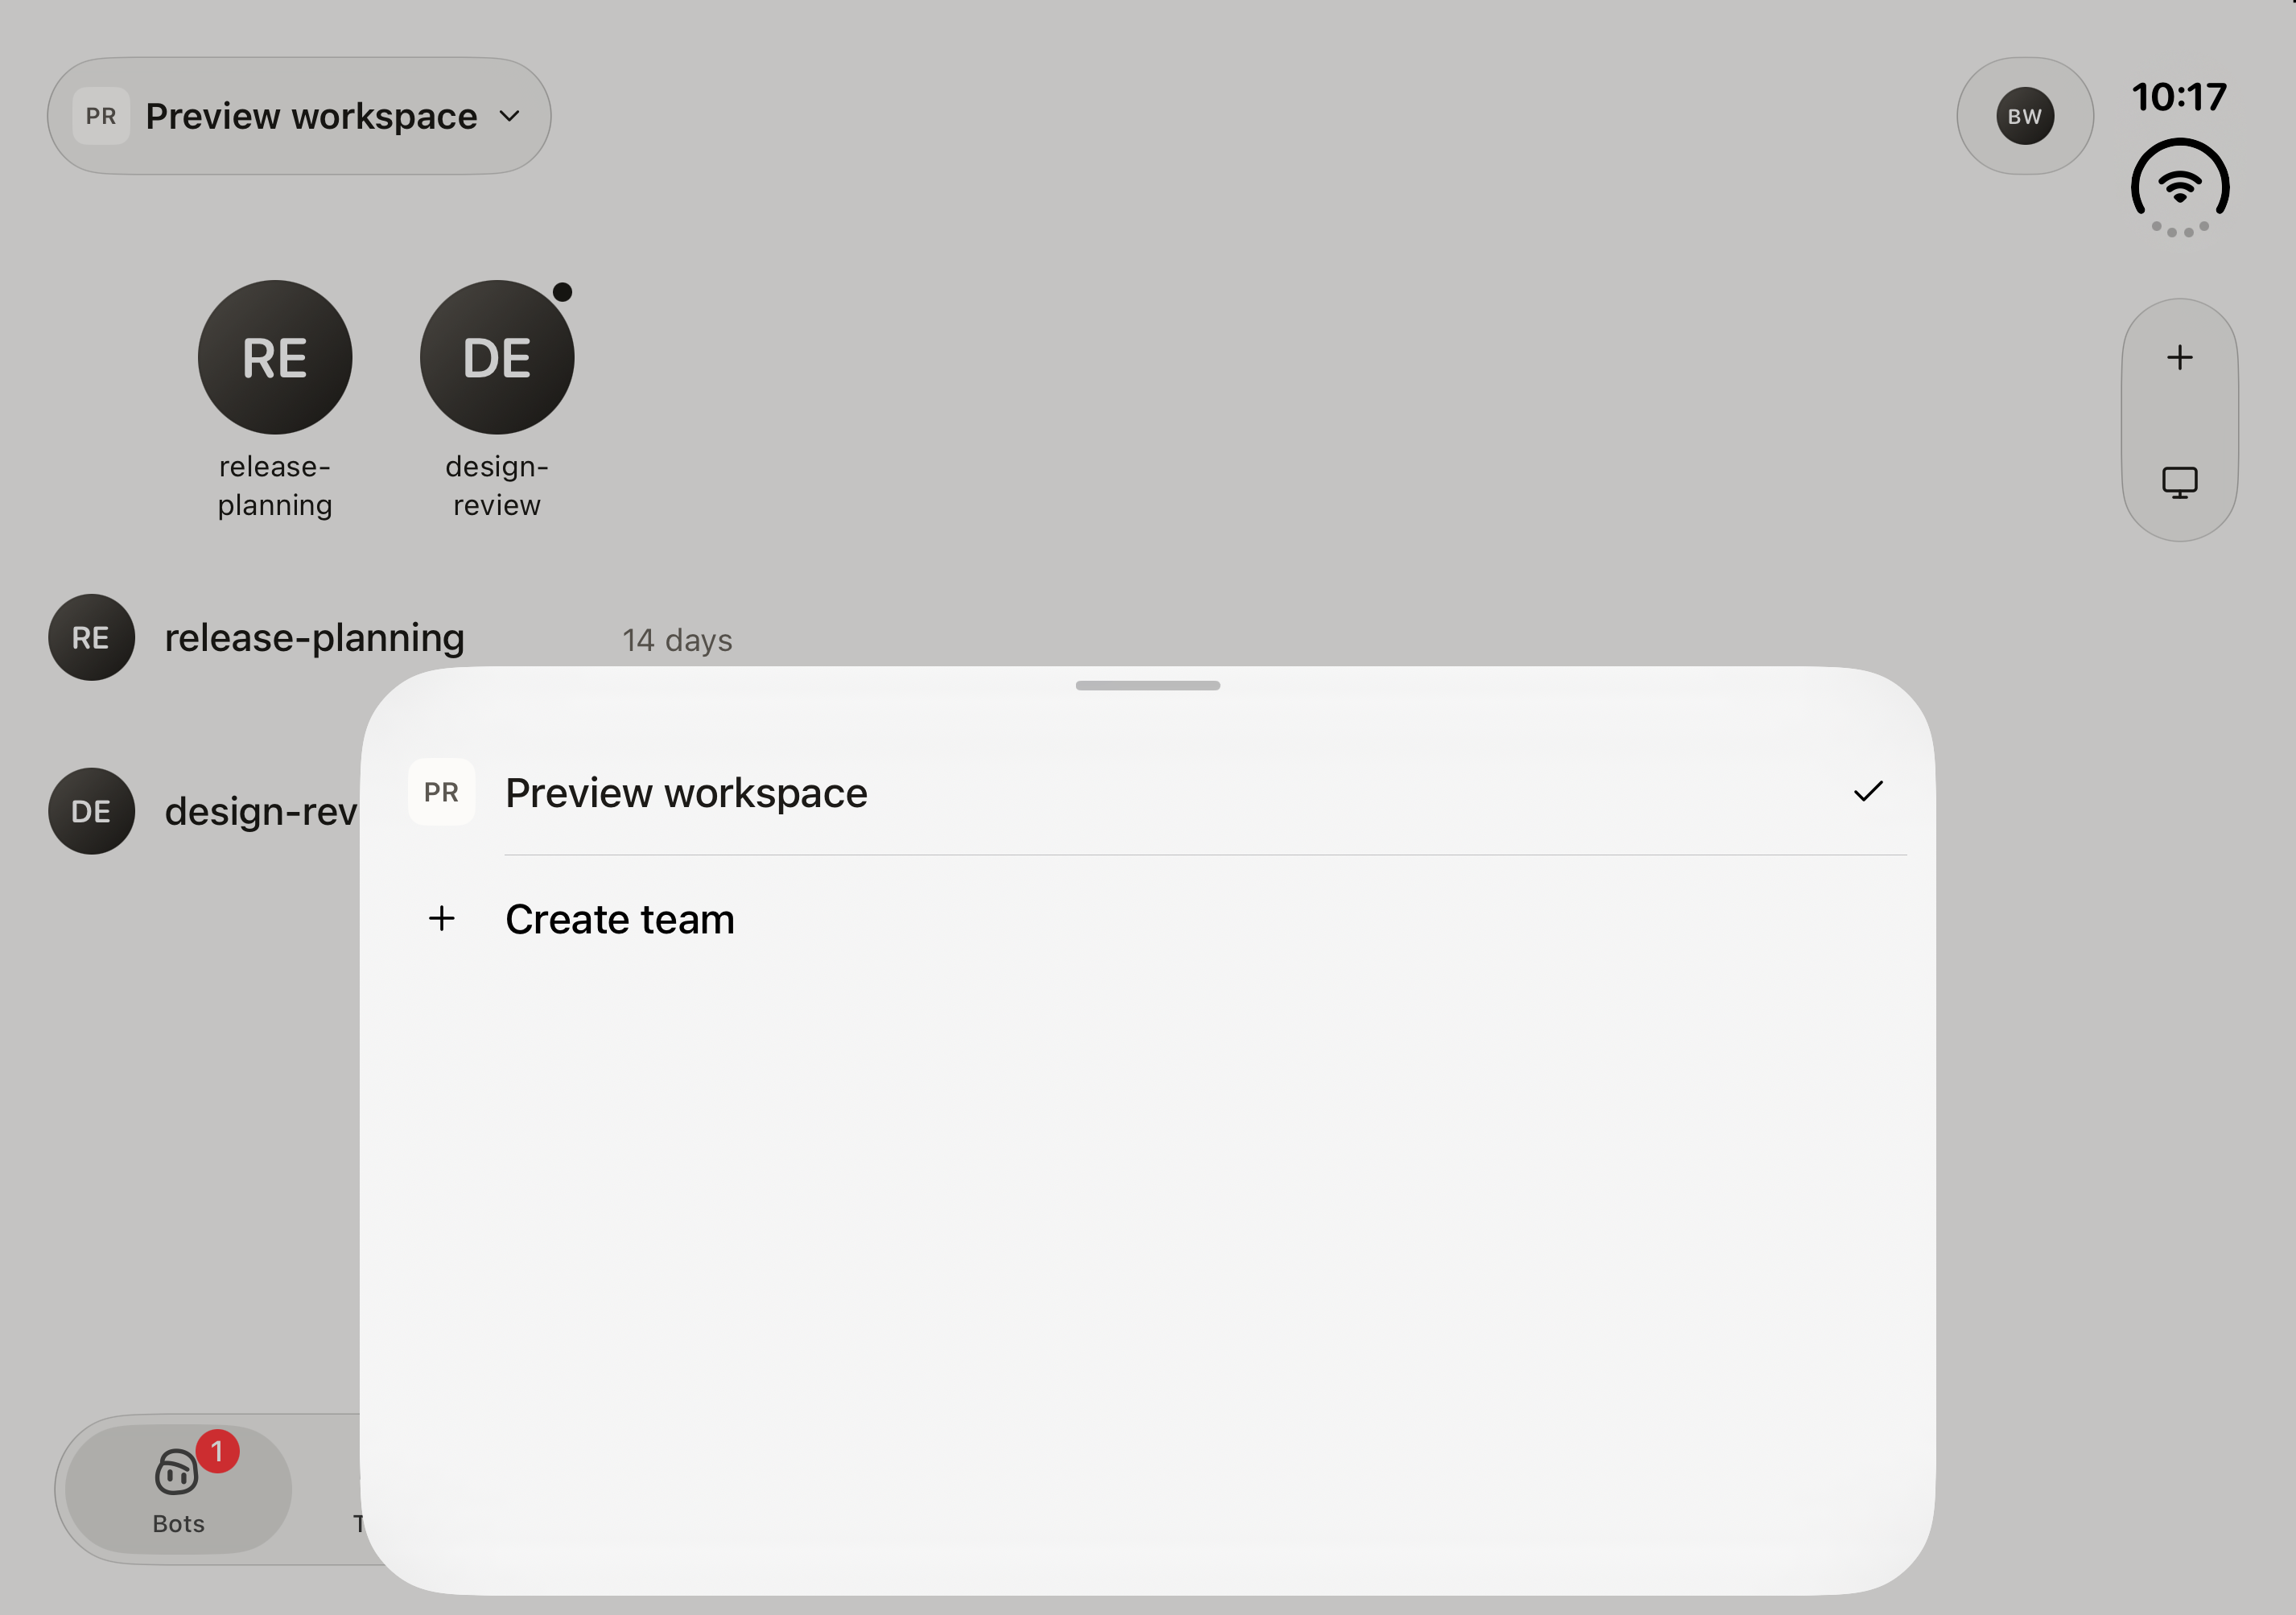 PR Preview workspace
BW
10:17
RE
DE
release-
planning
design-
review
RE release-planning 14 days
DE design-rev
PR Preview workspace
Create team
1
Bots
T